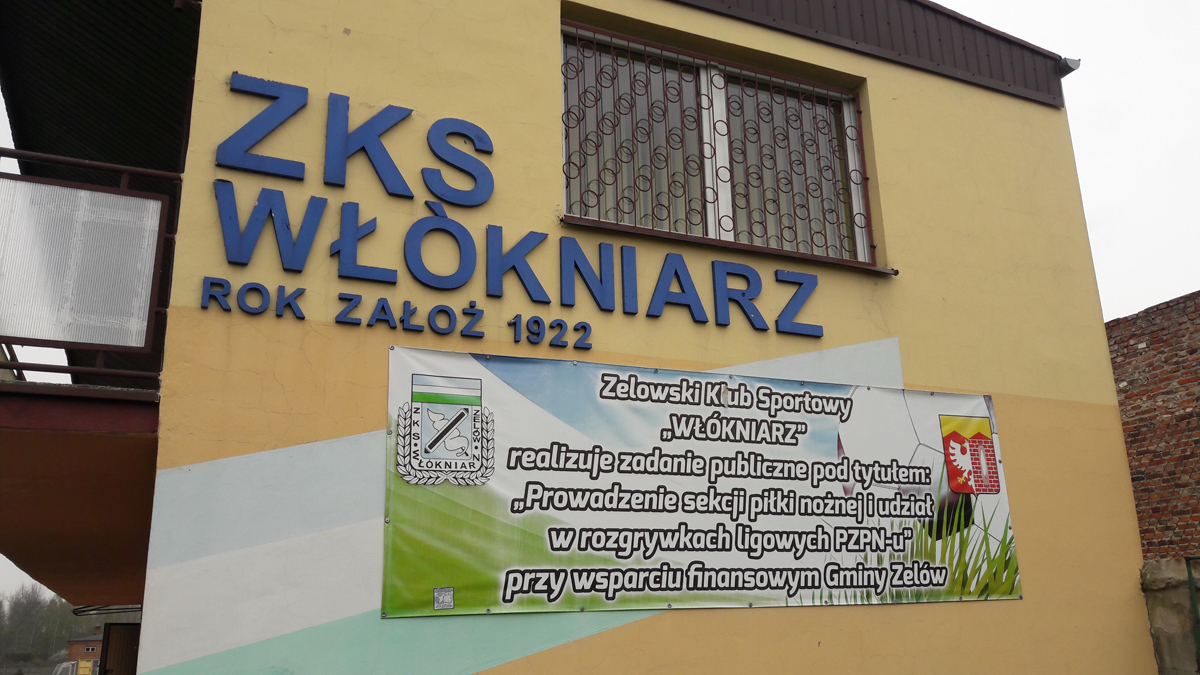 ZKS
WŁÒKNIARZ
ROK ZAŁOŻ 1922
Zelowski Klub Sportowy
„WŁÓKNIARZ”
realizuje zadanie publiczne pod tytułem:
„Prowadzenie sekcji piłki nożnej i udział
w rozgrywkach ligowych PZPN-u”
przy wsparciu finansowym Gminy Zelów